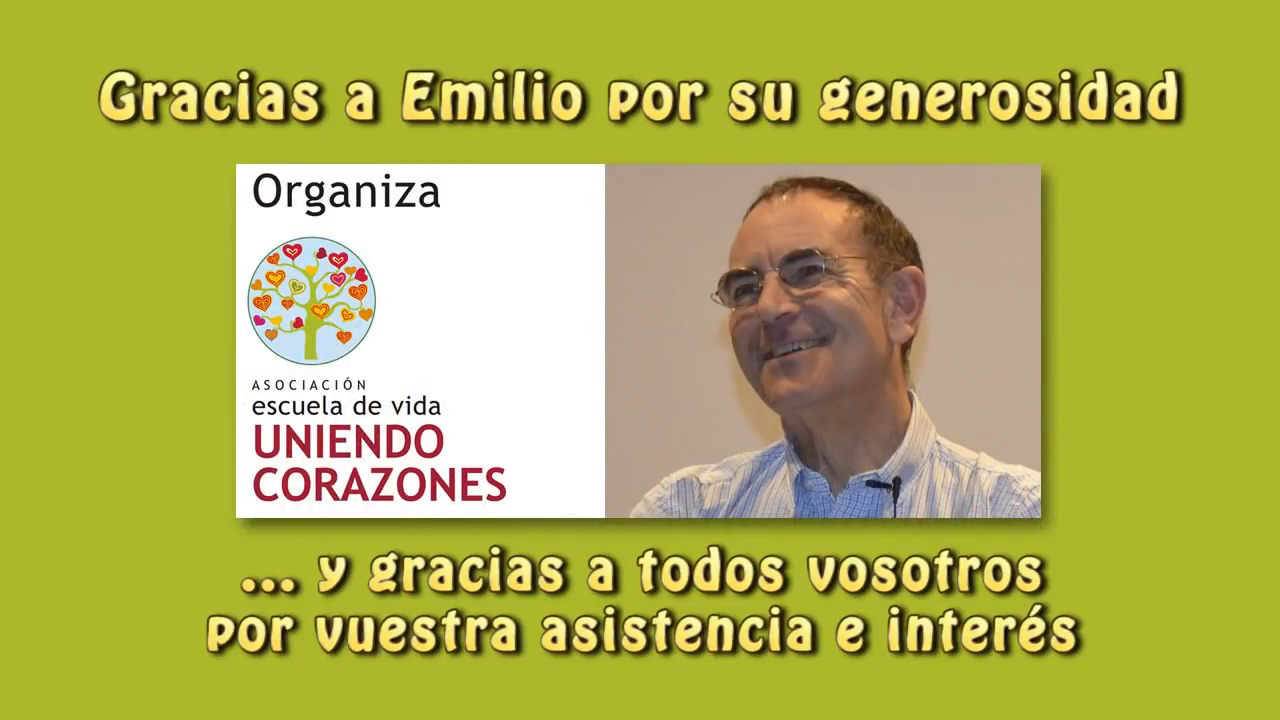 Gracias a Emilio por su generosidad
Organiza
ASOCIACIÓN
escuela de vida
UNIENDO
CORAZONES
... y gracias a todos vosotros
por vuestra asistencia e interés